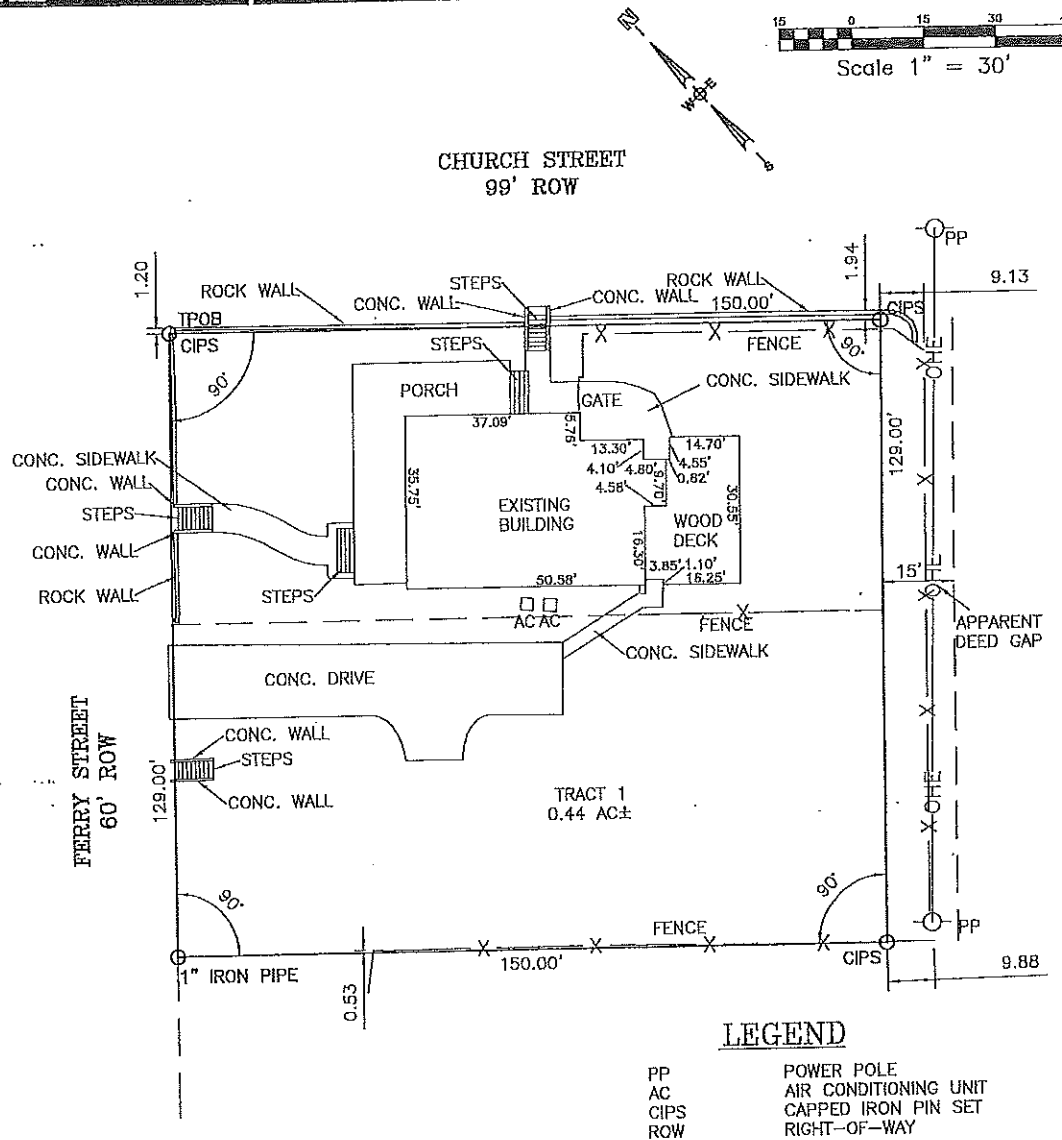 N
W E
S
15 0 15 30
Scale 1" = 30'
CHURCH STREET
99' ROW
1.20
ROCK WALL
CONC. WALL
STEPS
CONC. WALL
ROCK WALL
150.00'
1.94
PP
9.13
TPOB
CIPS
CIPS
STEPS
FENCE
90°
90°
OHE
PORCH
GATE
CONC. SIDEWALK
37.09'
5.76'
13.30'
14.70'
4.10'
4.80'
4.55'
0.62'
9.70'
4.58'
129.00'
CONC. SIDEWALK
CONC. WALL
STEPS
CONC. WALL
ROCK WALL
STEPS
35.75'
EXISTING
BUILDING
WOOD
DECK
30.55'
16.30'
3.85'
1.10'
50.58'
16.25'
15'
OHE
AC AC
FENCE
APPARENT
DEED GAP
CONC. SIDEWALK
CONC. DRIVE
FERRY STREET
60' ROW
129.00'
CONC. WALL
STEPS
CONC. WALL
TRACT 1
0.44 AC±
OHE
90°
90°
FENCE
PP
1" IRON PIPE
150.00'
CIPS
0.53
9.88
LEGEND
PP POWER POLE
AC AIR CONDITIONING UNIT
CIPS CAPPED IRON PIN SET
ROW RIGHT-OF-WAY